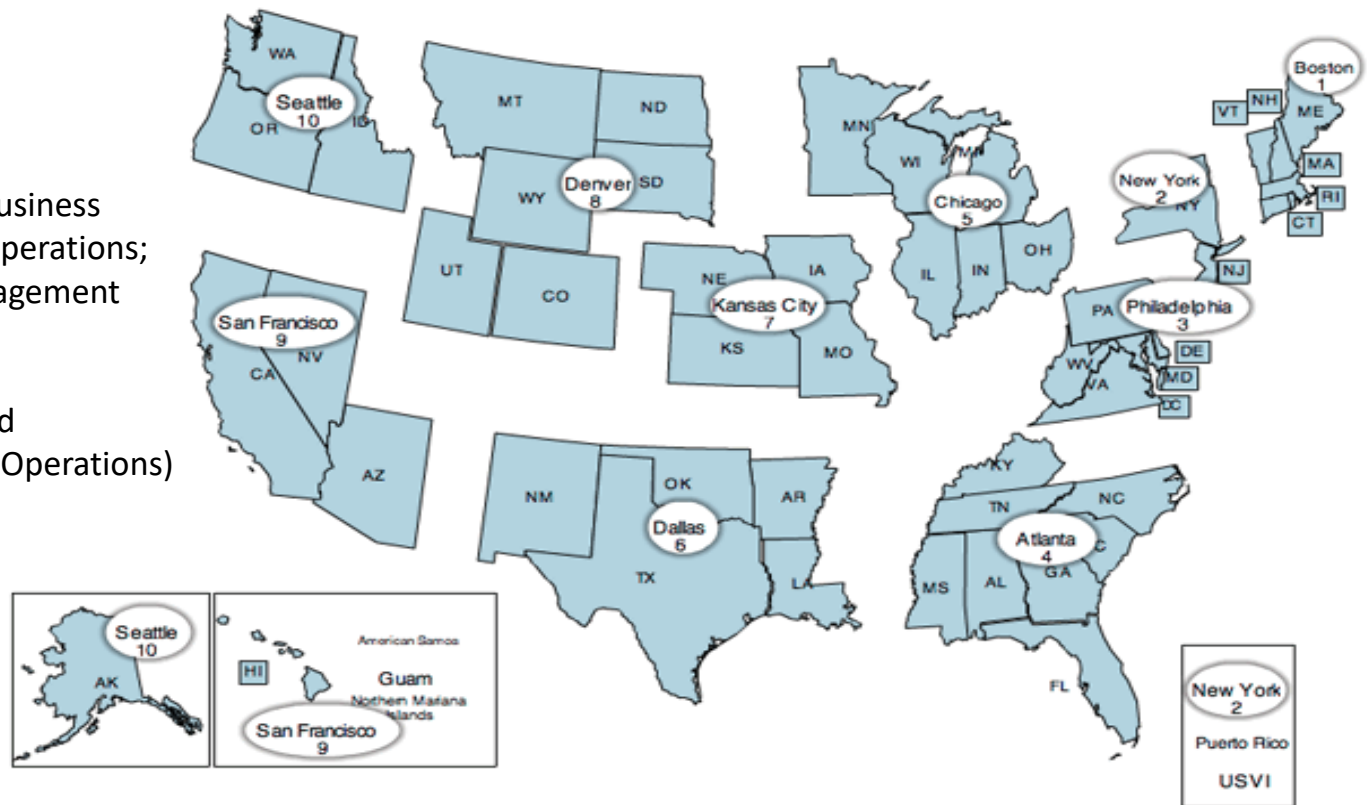 usiness
perations;
agement
d
Operations)
WA
Seattle
10
OR
ID
MT
ND
WY
Denver
8
SD
UT
CO
MN
WI
MI
Chicago
5
IL
IN
OH
Boston
1
ME
VT
NH
MA
RI
CT
New York
2
NY
NJ
San Francisco
9
NV
CA
AZ
NE
IA
Kansas City
7
KS
MO
PA
Philadelphia
3
DE
WV
VA
MD
DC
NM
OK
AR
Dallas
6
TX
LA
KY
TN
NC
Atlanta
4
C
MS
AL
GA
FL
Seattle
10
AK
American Samoa
HI
Guam
Northern Mariana
Islands
San Francisco
9
New York
2
Puerto Rico
USVI